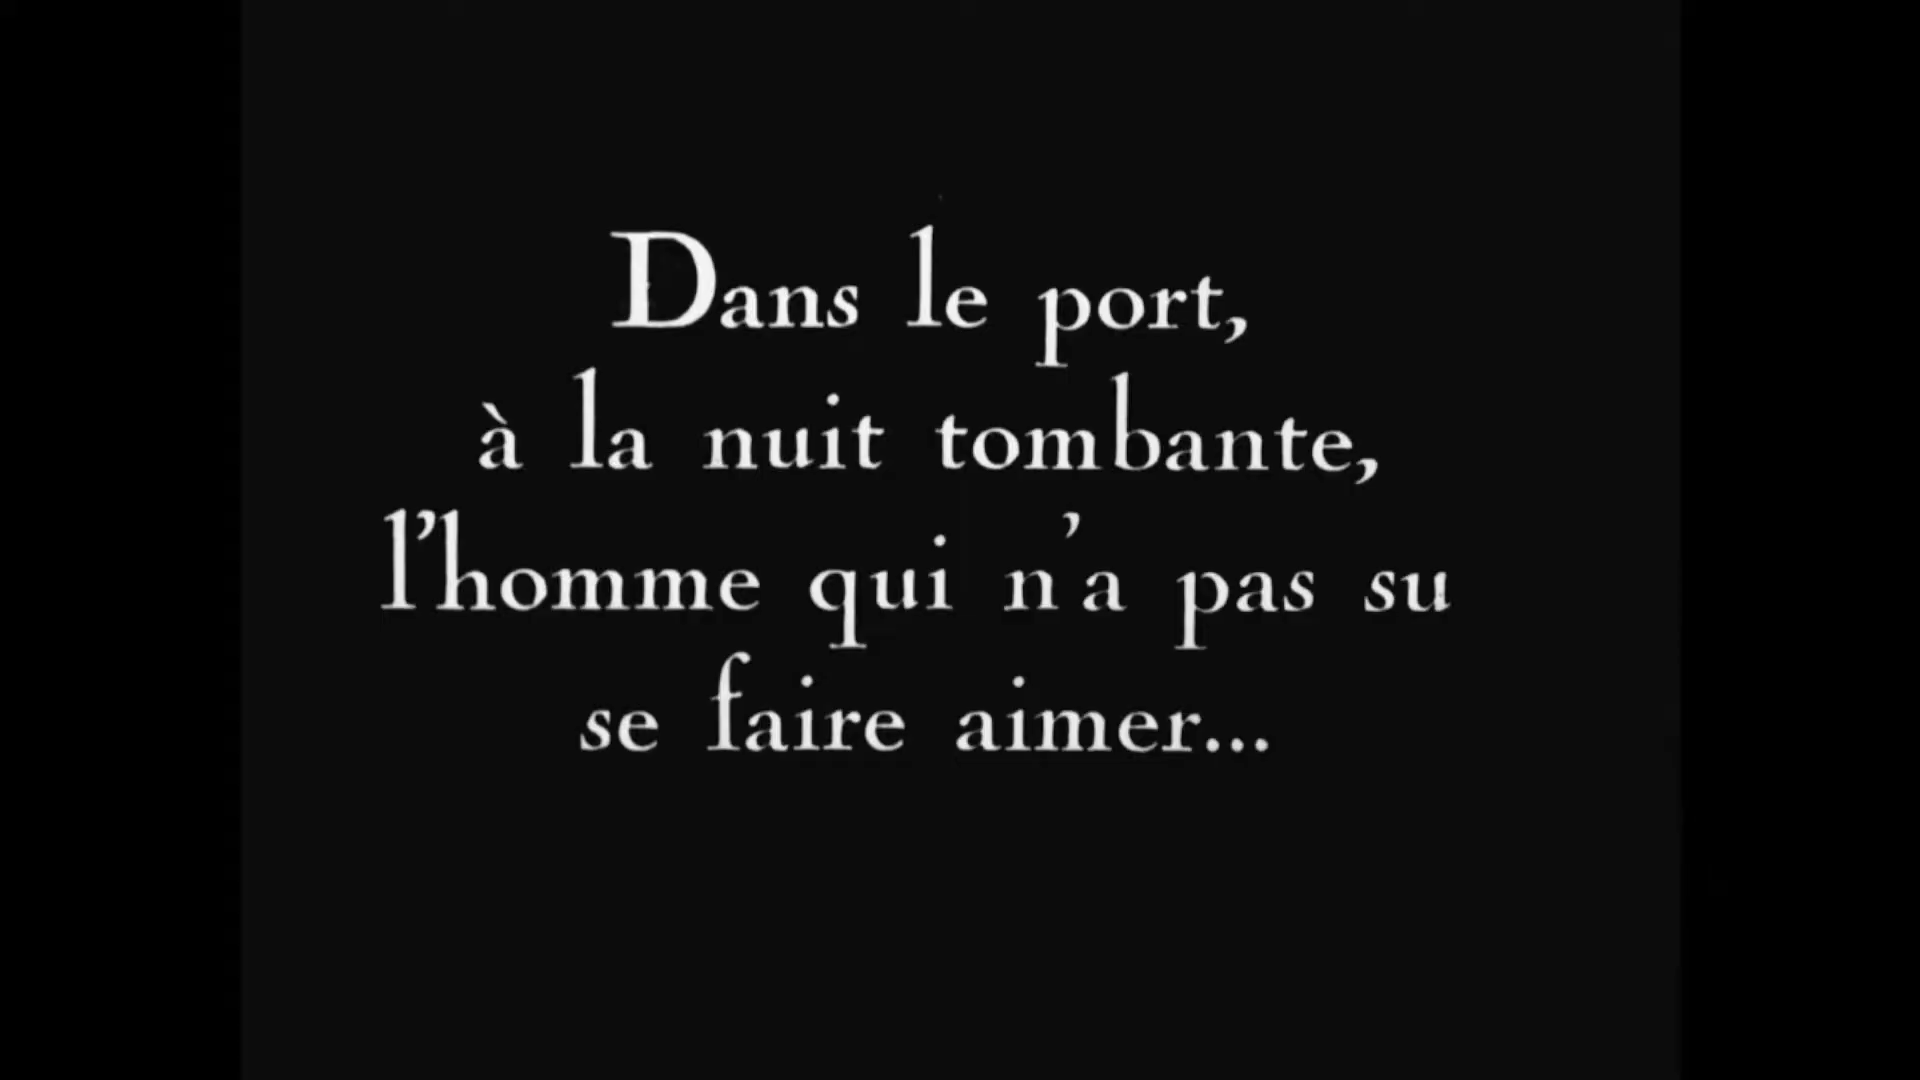 Dans le port,
à la nuit tombante,
l'homme qui n'a pas su
se faire aimer...